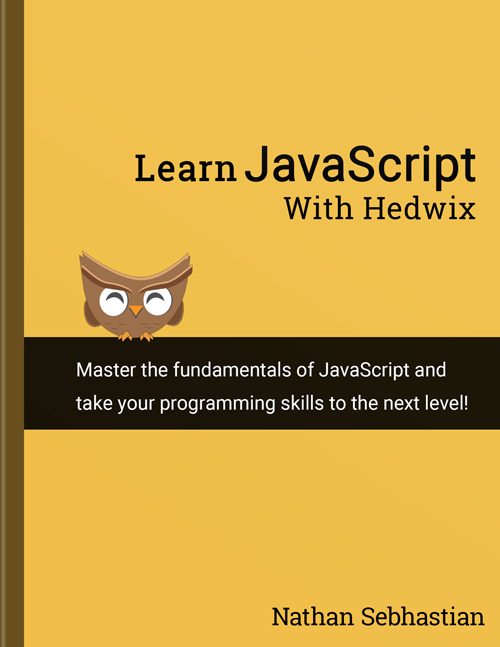 Learn JavaScript
With Hedwix
Master the fundamentals of JavaScript and
take your programming skills to the next level!
Nathan Sebhastian